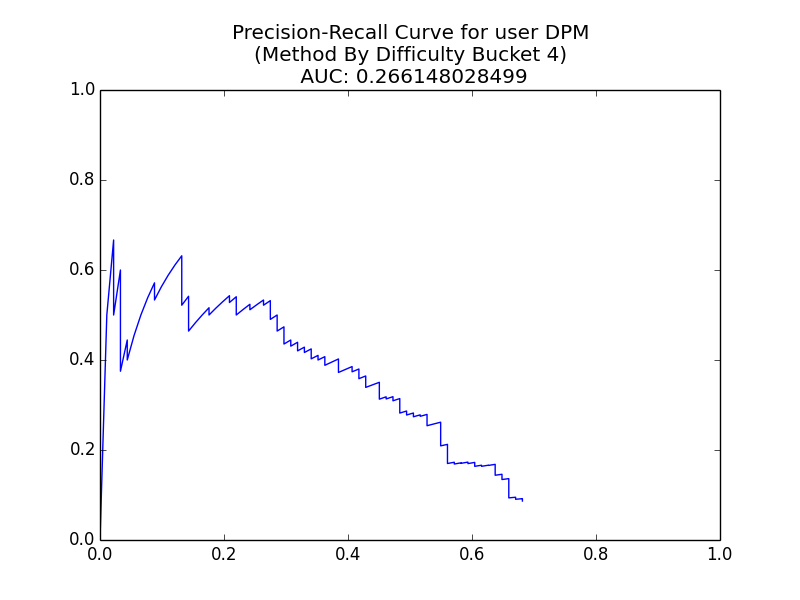 Precision-Recall Curve for user DPM
(Method By Difficulty Bucket 4)
AUC: 0.266148028499
1.0
0.8
0.6
0.4
0.2
0.0
0.0 0.2 0.4 0.6 0.8 1.0